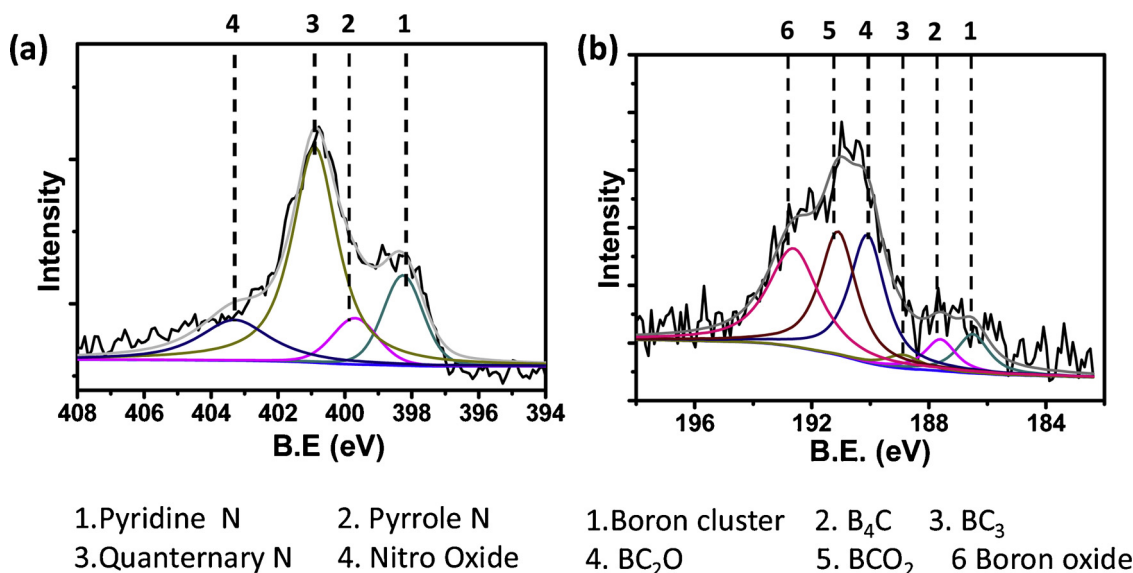 4 3 2 1
(a)
Intensity
408 406 404 402 400 398 396 394
B.E (eV)
6 5 4 3 2 1
(b)
Intensity
196 192 188 184
B.E. (eV)
1.Pyridine N 2. Pyrrole N
3.Quanternary N 4. Nitro Oxide
1.Boron cluster 2. B₄C 3. BC₃
4. BC₂O 5. BCO₂ 6 Boron oxide